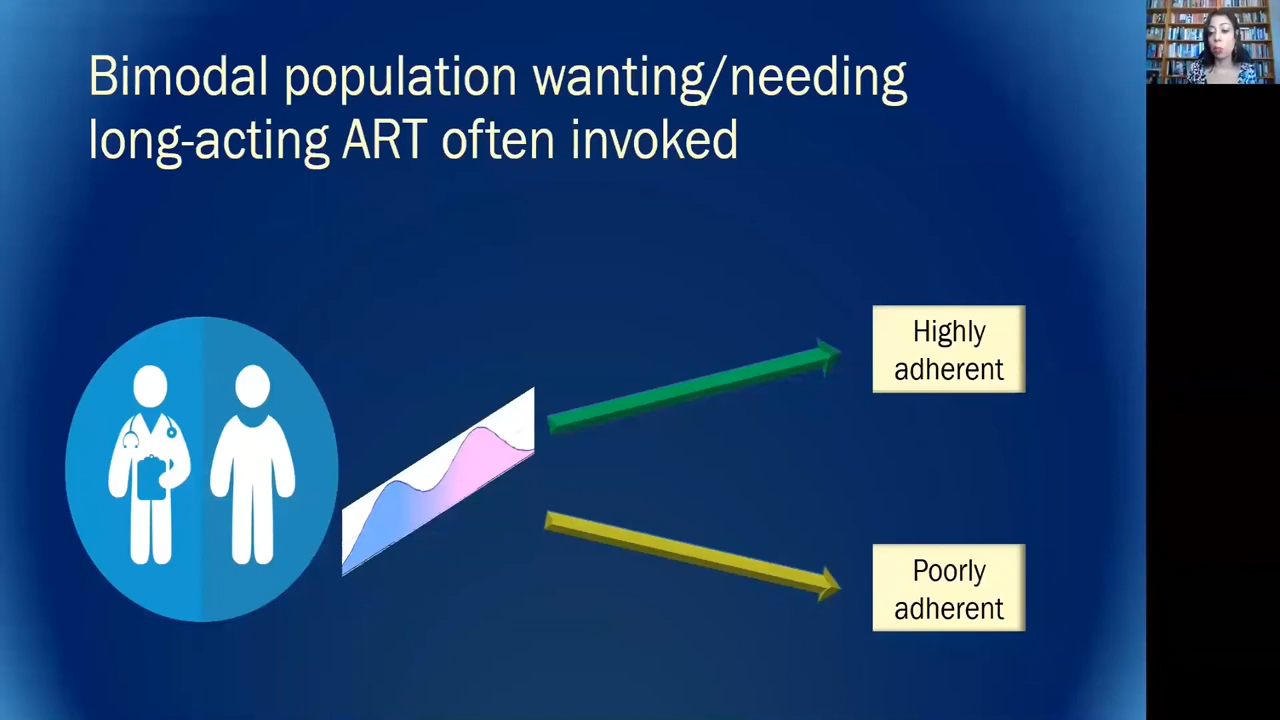 Bimodal population wanting/needing
long-acting ART often invoked
Highly
adherent
Poorly
adherent